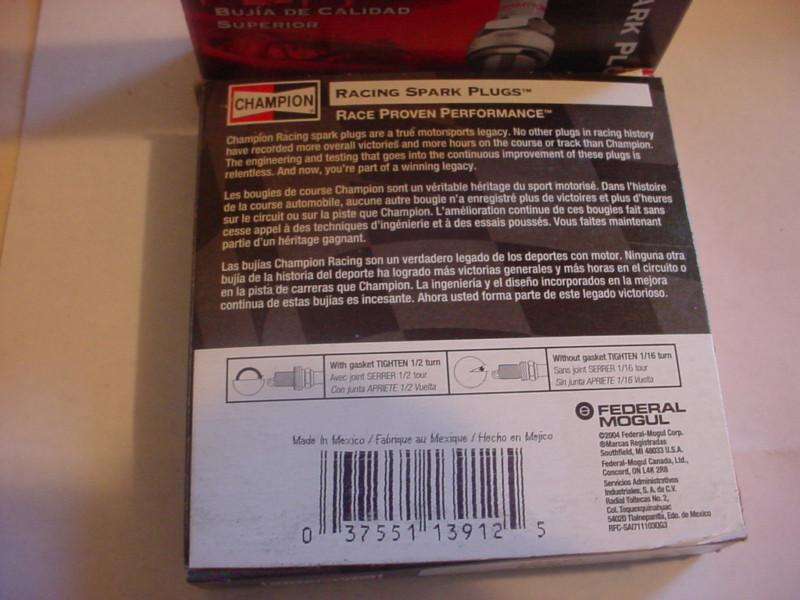 BUJÍA DE CALIDAD
SUPERIOR
CHAMPION
ARK PL
CHAMPION
RACING SPARK PLUGS™
RACE PROVEN PERFORMANCE™
Champion Racing spark plugs are a true motorsports legacy. No other plugs in racing history
have recorded more overall victories and more hours on the course or track than Champion.
The engineering and testing that goes into the continuous improvement of these plugs is
relentless. And now, you're part of a winning legacy.
Les bougies de course Champion sont un véritable héritage du sport motorisé. Dans l'histoire
de la course automobile, aucune autre bougie n'a enregistré plus de victoires et plus d'heures
sur le circuit ou sur la piste que Champion. L'amélioration continue de ces bougies fait sans
cesse appel à des techniques d'ingénierie et à des essais poussés. Vous faites maintenant
partie d'un héritage gagnant.
Las bujías Champion Racing son un verdadero legado de los deportes con motor. Ninguna otra
bujía de la historia del deporte ha logrado más victorias generales y más horas en el circuito o
en la pista de carreras que Champion. La ingeniería y el diseño incorporados en la mejora
continua de estas bujías es incesante. Ahora usted forma parte de este legado victorioso.
With gasket TIGHTEN 1/2 turn
Avec joint SERRER 1/2 tour
Con junta APRIETE 1/2 Vuelta
Without gasket TIGHTEN 1/16 turn
Sans joint SERRER 1/16 tour
Sin junta APRIETE 1/16 Vuelta
Made In Mexico / Fabrique au Mexique / Hecho en Mejico
0 37551 13912 5
FEDERAL
MOGUL
©2004 Federal-Mogul Corp.
®Marcas Registradas
Southfield, MI 48033 U.S.A.
Federal-Mogul Canada, Ltd.,
Concord, ON L4K 2R8
Servicios Administrativos
Industriales, S. A. de C.V.
Radial Toltecas No. 2,
Col. Tequexquinahuac
54020 Tlalnepantla, Edo. de Mexico